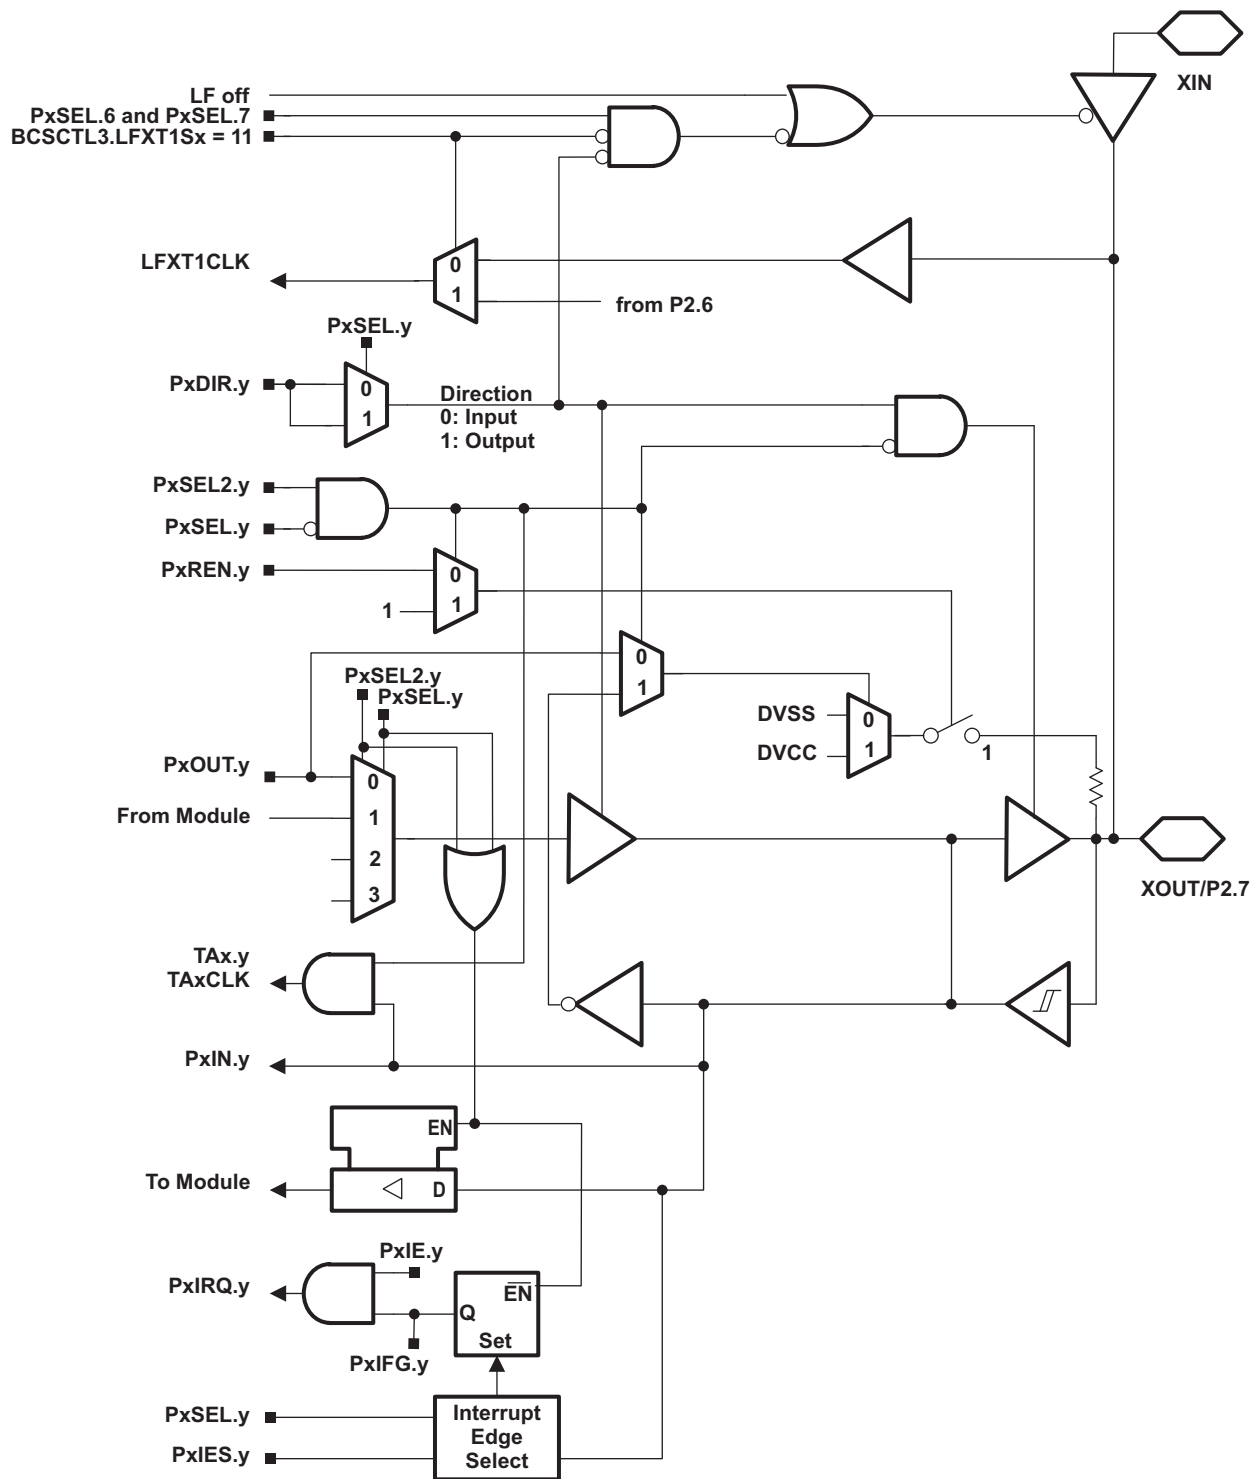 XIN
LF off
PxSEL.6 and PxSEL.7
BCSCTL3.LFXT1Sx = 11
LFXT1CLK
0
1
from P2.6
PxSEL.y
PxDIR.y
0
1
Direction
0: Input
1: Output
PxSEL2.y
PxSEL.y
PxREN.y
0
1
1
0
1
PxSEL2.y
PxSEL.y
DVSS
DVCC
0
1
1
PxOUT.y
From Module
0
1
2
3
XOUT/P2.7
TAx.y
TAxCLK
PxIN.y
EN
To Module
D
PxIE.y
PxIRQ.y
EN
Q
Set
PxIFG.y
PxSEL.y
PxIES.y
Interrupt
Edge
Select